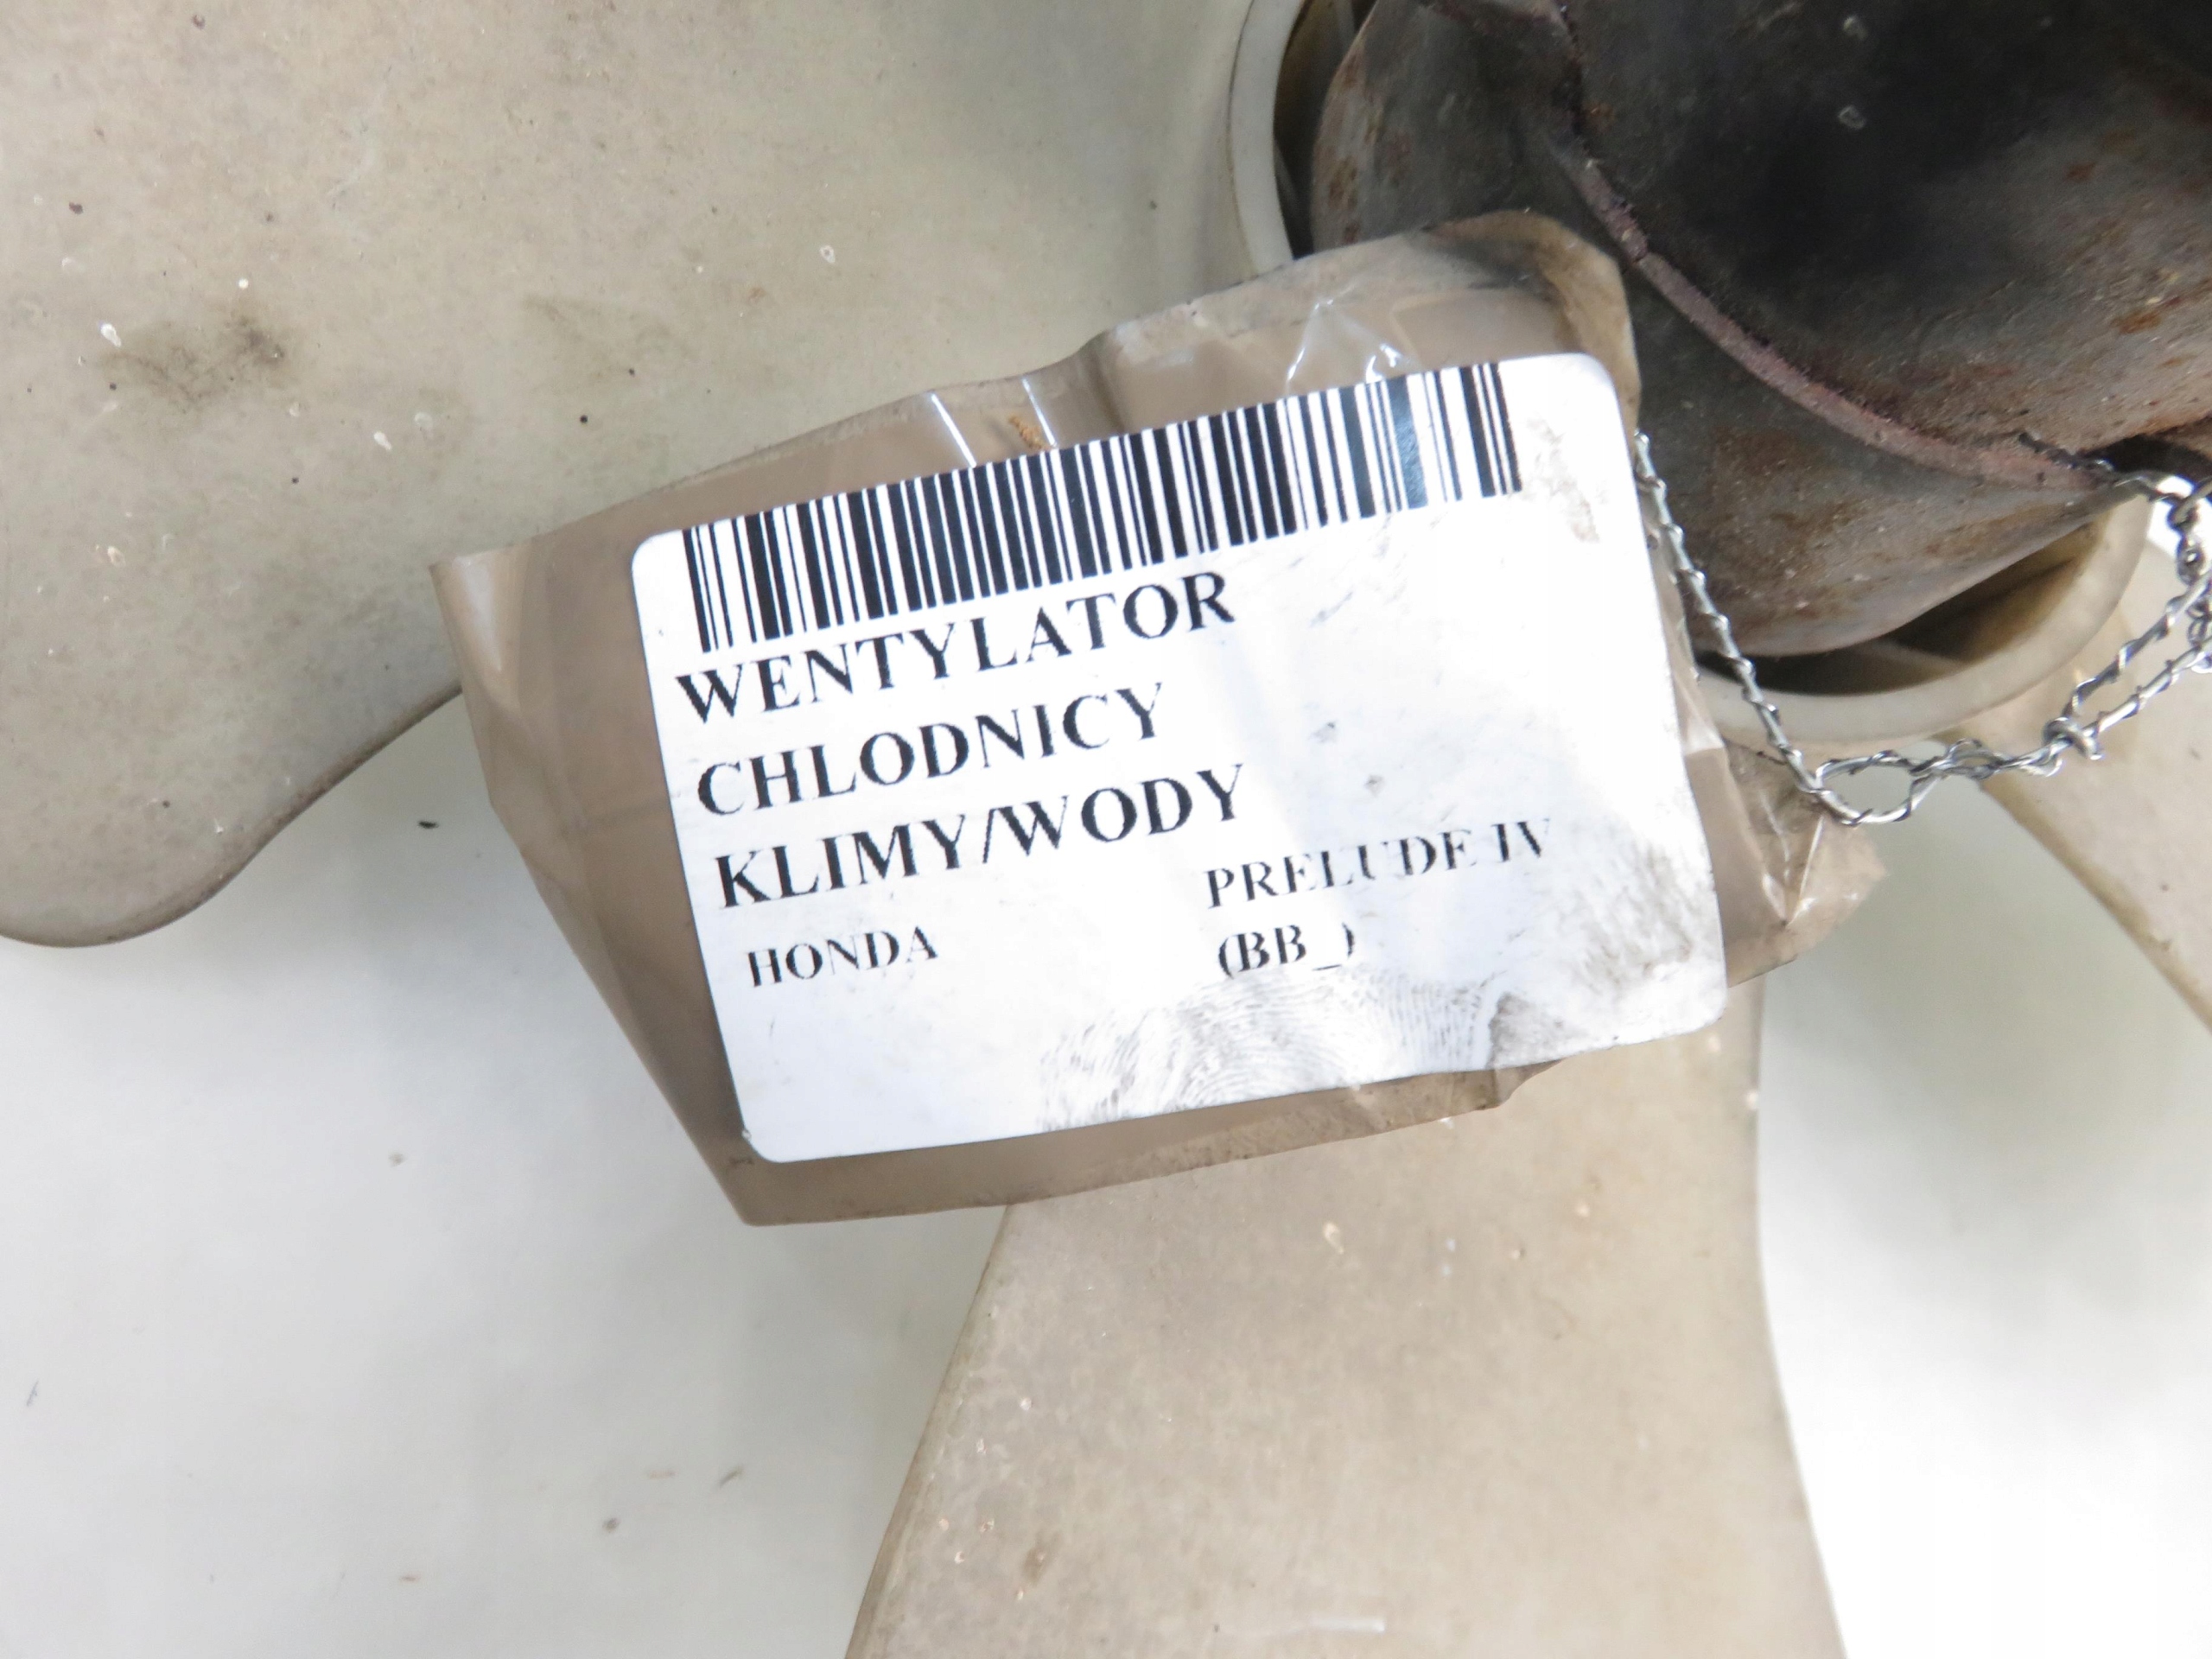 WENTYLATOR
CHLODNICY
KLIMY/WODY
HONDA PRELUDE IV
(BB_)